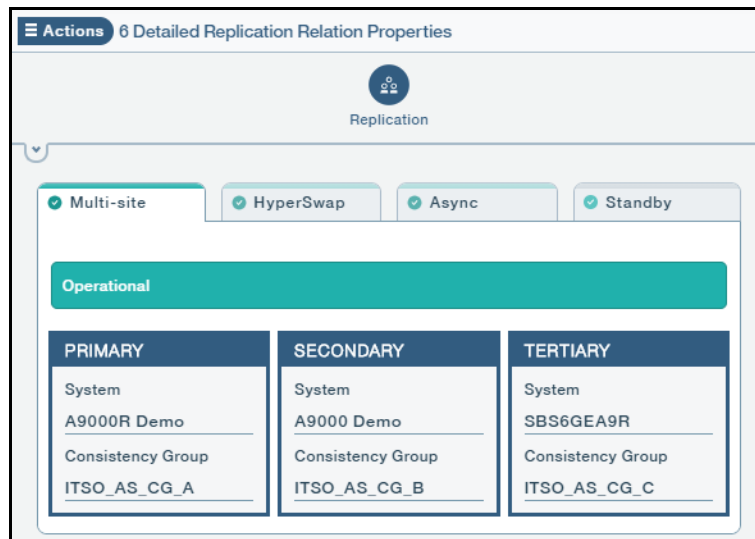 Actions 6 Detailed Replication Relation Properties
Replication
Multi-site HyperSwap Async Standby
Operational
PRIMARY SECONDARY TERTIARY
System System System
A9000R Demo A9000 Demo SBS6GEA9R
Consistency Group Consistency Group Consistency Group
ITSO_AS_CG_A ITSO_AS_CG_B ITSO_AS_CG_C